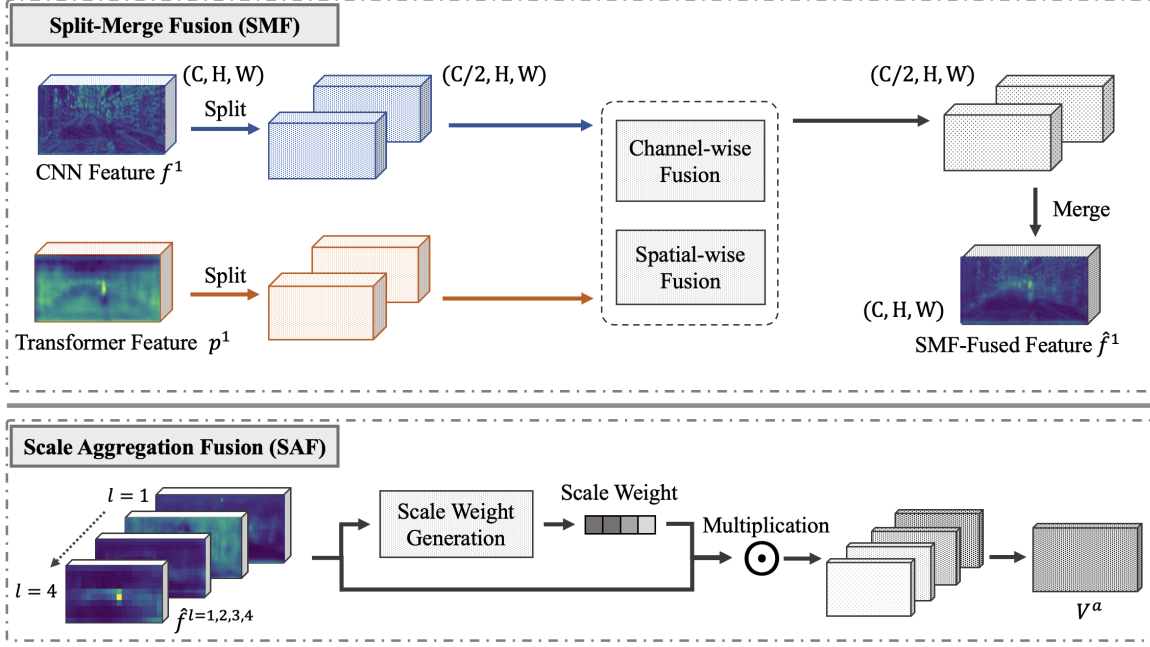 Split-Merge Fusion (SMF)
(C, H, W)
(C/2, H, W)
(C/2, H, W)
Split
CNN Feature f¹
Channel-wise
Fusion
Merge
Split
Spatial-wise
Fusion
(C, H, W)
Transformer Feature p¹
SMF-Fused Feature f̂¹
Scale Aggregation Fusion (SAF)
l = 1
l = 4
f̂ˡ⁼¹,²,³,⁴
Scale Weight
Generation
Scale Weight
Multiplication
Vᵃ